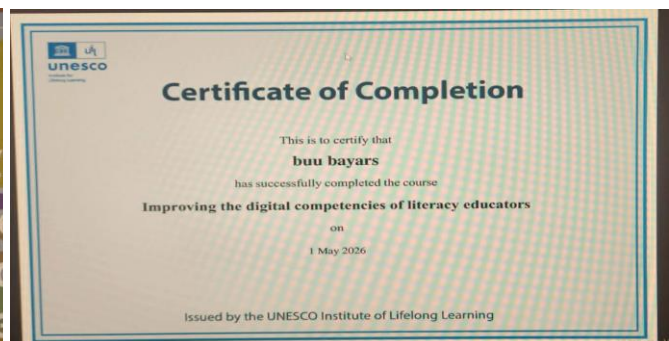 unesco
Certificate of Completion
This is to certify that
buu bayars
has successfully completed the course
Improving the digital competencies of literacy educators
on
1 May 2026
Issued by the UNESCO Institute of Lifelong Learning